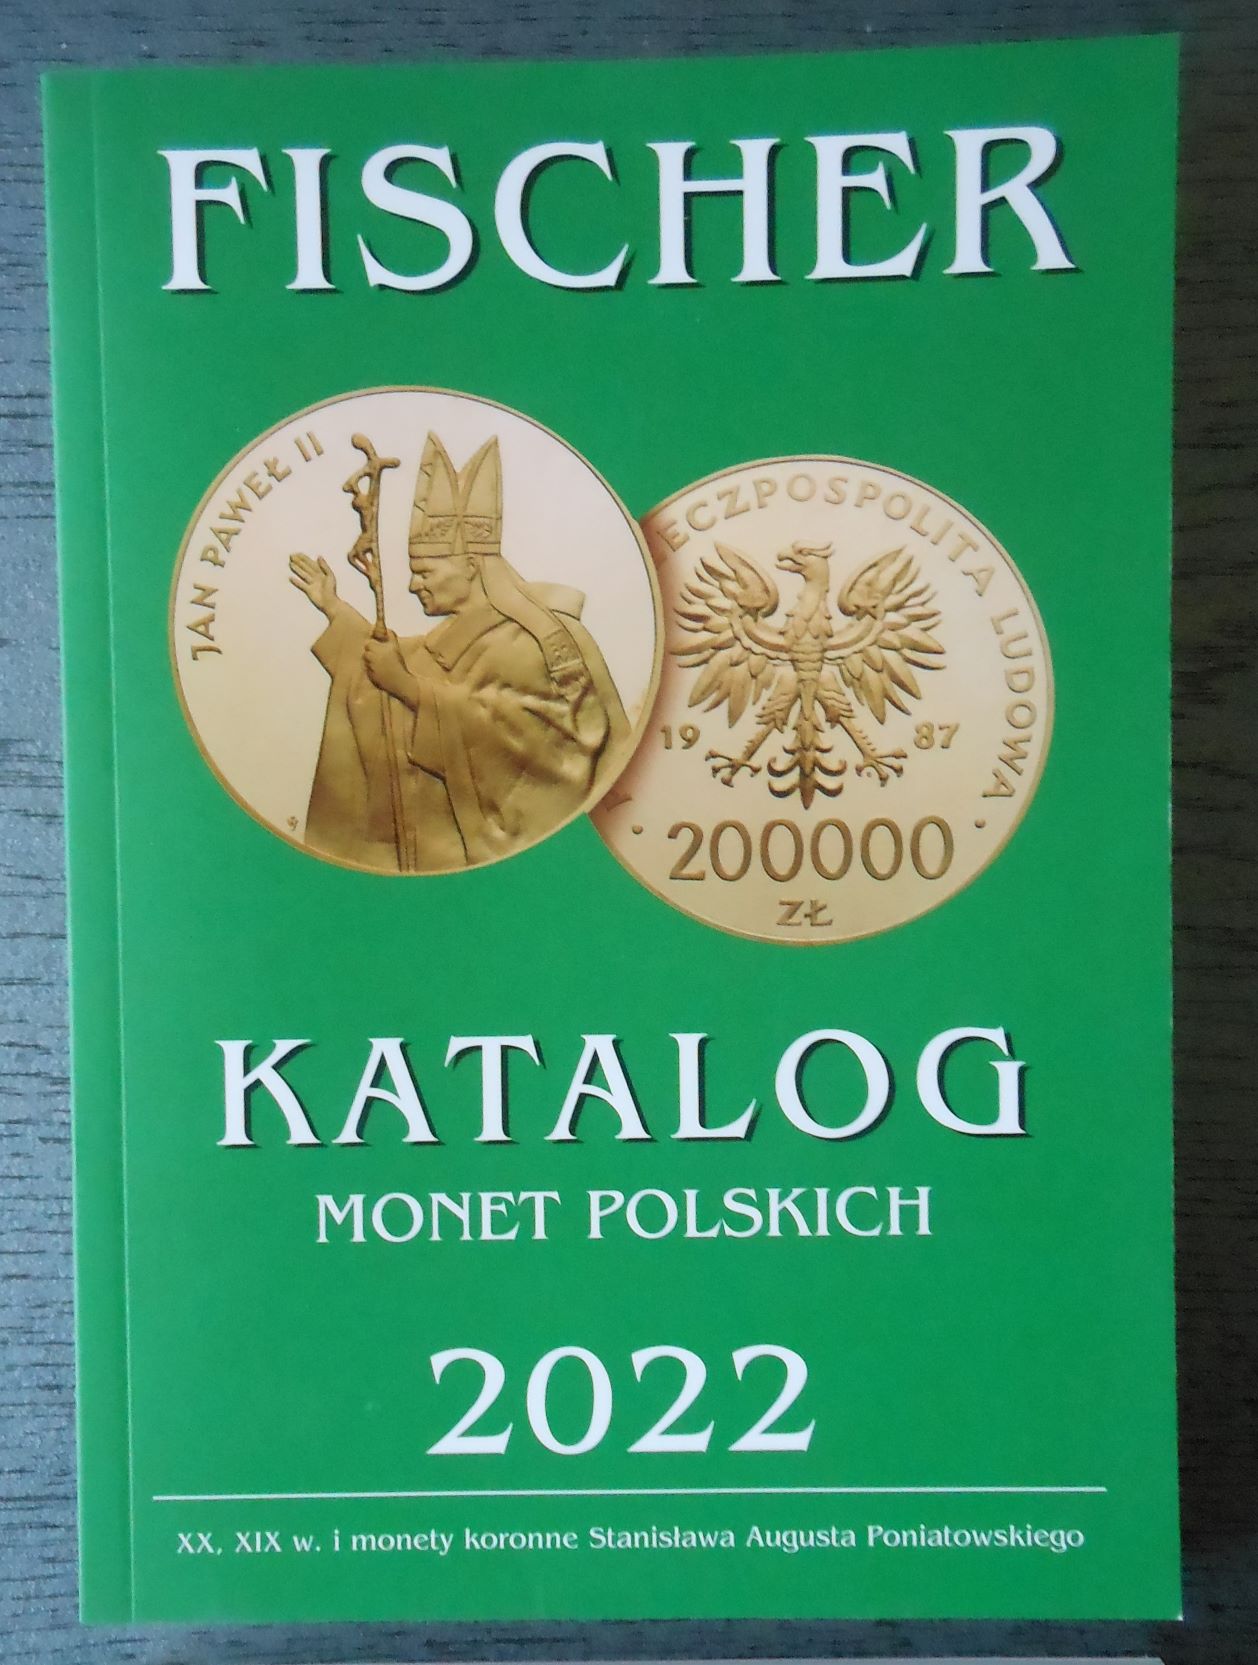 FISCHER
JAN PAWEŁ II
RZECZPOSPOLITA LUDOWA
19 87
200000
ZŁ
KATALOG
MONET POLSKICH
2022
XX, XIX w. i monety koronne Stanisława Augusta Poniatowskiego